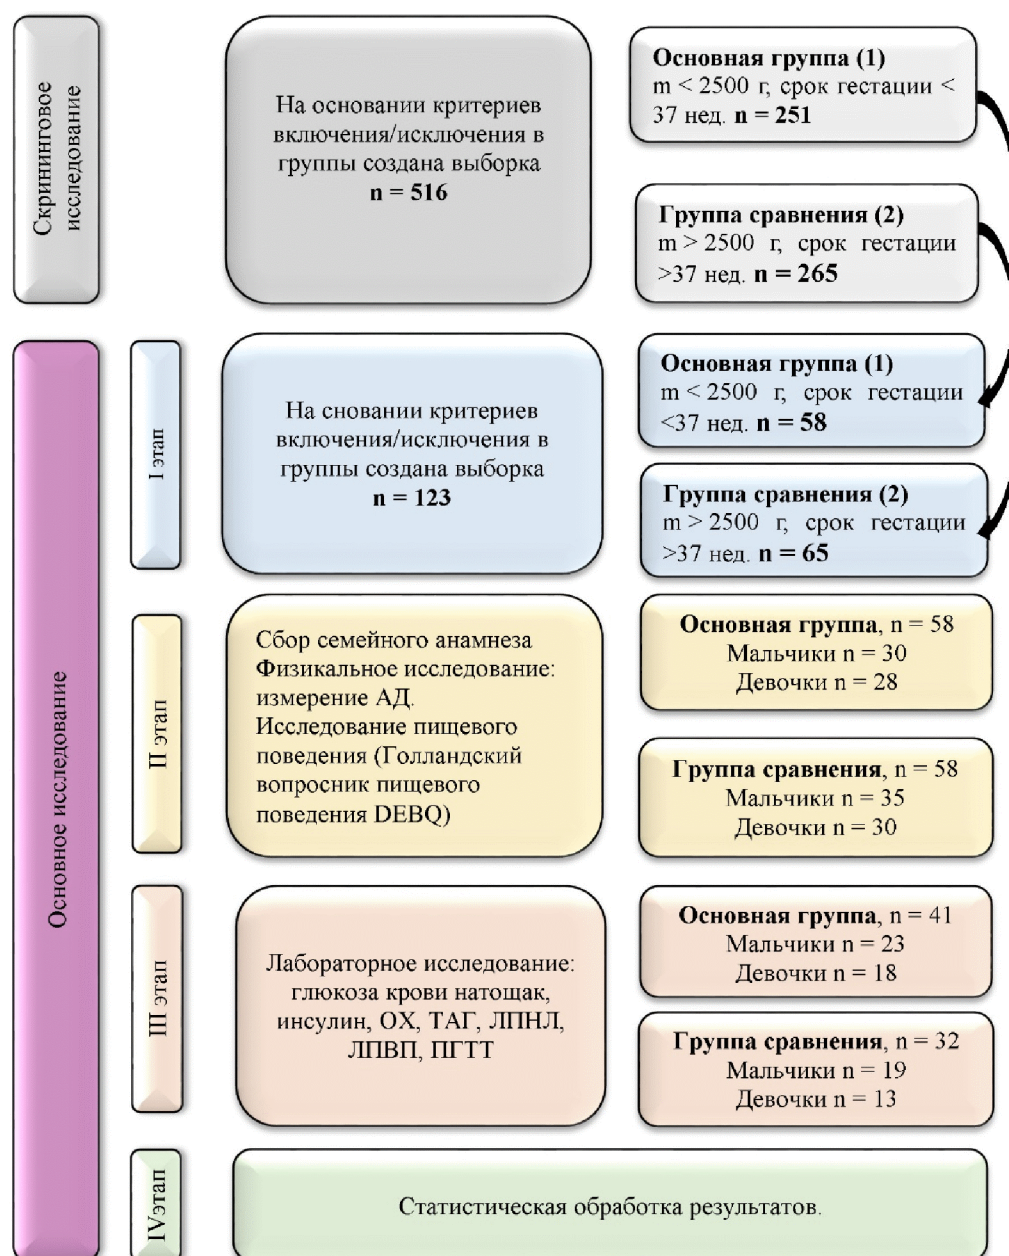 Скрининговое
исследование
На основании критериев
включения/исключения в
группы создана выборка
n = 516
Основная группа (1)
m < 2500 г, срок гестации <
37 нед. n = 251
Группа сравнения (2)
m > 2500 г, срок гестации
>37 нед. n = 265
Основное исследование
I этап
На сновании критериев
включения/исключения в
группы создана выборка
n = 123
Основная группа (1)
m < 2500 г, срок гестации
<37 нед. n = 58
Группа сравнения (2)
m > 2500 г, срок гестации
>37 нед. n = 65
II этап
Сбор семейного анамнеза
Физикальное исследование:
измерение АД.
Исследование пищевого
поведения (Голландский
вопросник пищевого
поведения DEBQ)
Основная группа, n = 58
Мальчики n = 30
Девочки n = 28
Группа сравнения, n = 58
Мальчики n = 35
Девочки n = 30
III этап
Лабораторное исследование:
глюкоза крови натощак,
инсулин, ОХ, ТАГ, ЛПНЛ,
ЛПВП, ПГТТ
Основная группа, n = 41
Мальчики n = 23
Девочки n = 18
Группа сравнения, n = 32
Мальчики n = 19
Девочки n = 13
IVэтап
Статистическая обработка результатов.